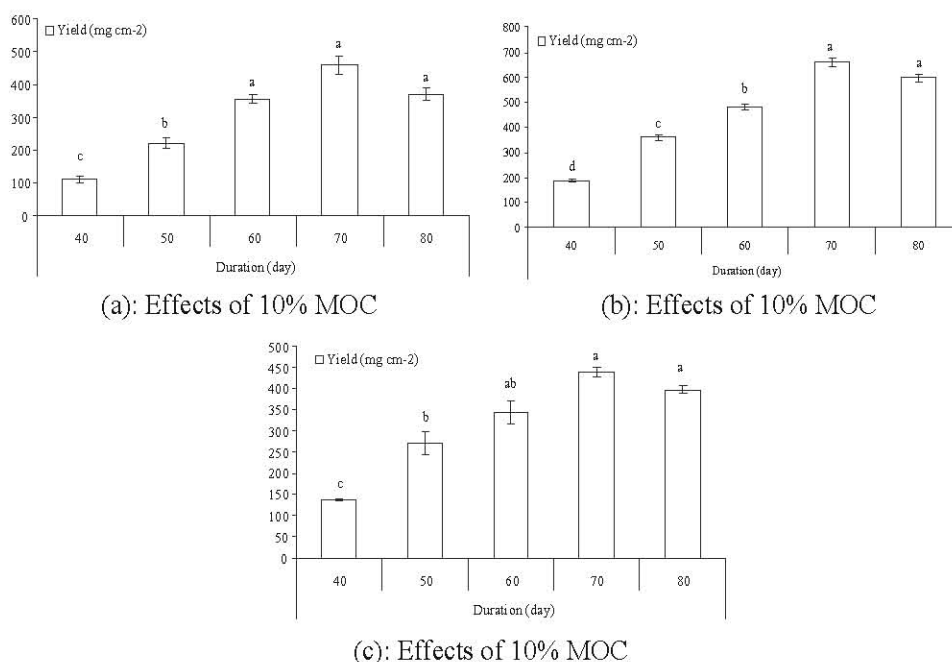 600
500
400
300
200
100
0
Yield (mg cm-2)
c
b
a
a
a
40 50 60 70 80
Duration (day)
(a): Effects of 10% MOC
800
700
600
500
400
300
200
100
0
Yield (mg cm-2)
d
c
b
a
a
40 50 60 70 80
Duration (day)
(b): Effects of 10% MOC
500
450
400
350
300
250
200
150
100
50
0
Yield (mg cm-2)
c
b
ab
a
a
40 50 60 70 80
Duration (day)
(c): Effects of 10% MOC